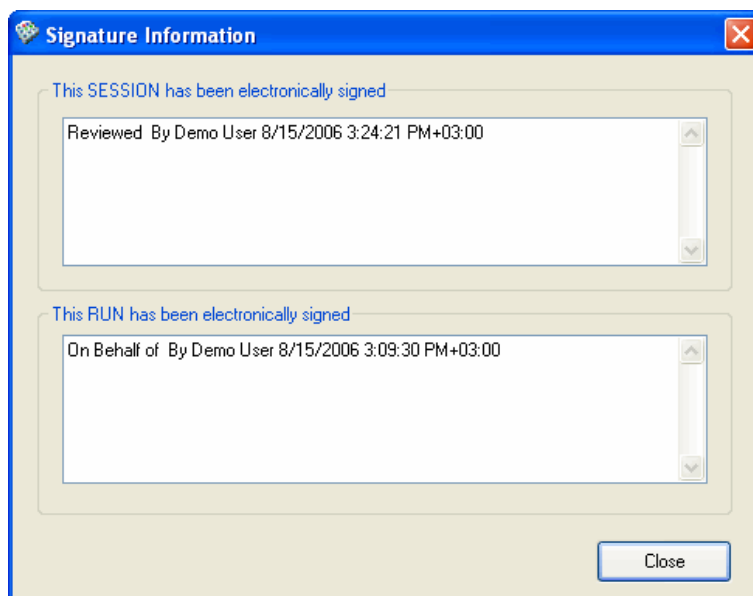 Signature Information
This SESSION has been electronically signed
Reviewed  By Demo User 8/15/2006 3:24:21 PM+03:00
This RUN has been electronically signed
On Behalf of  By Demo User 8/15/2006 3:09:30 PM+03:00
Close